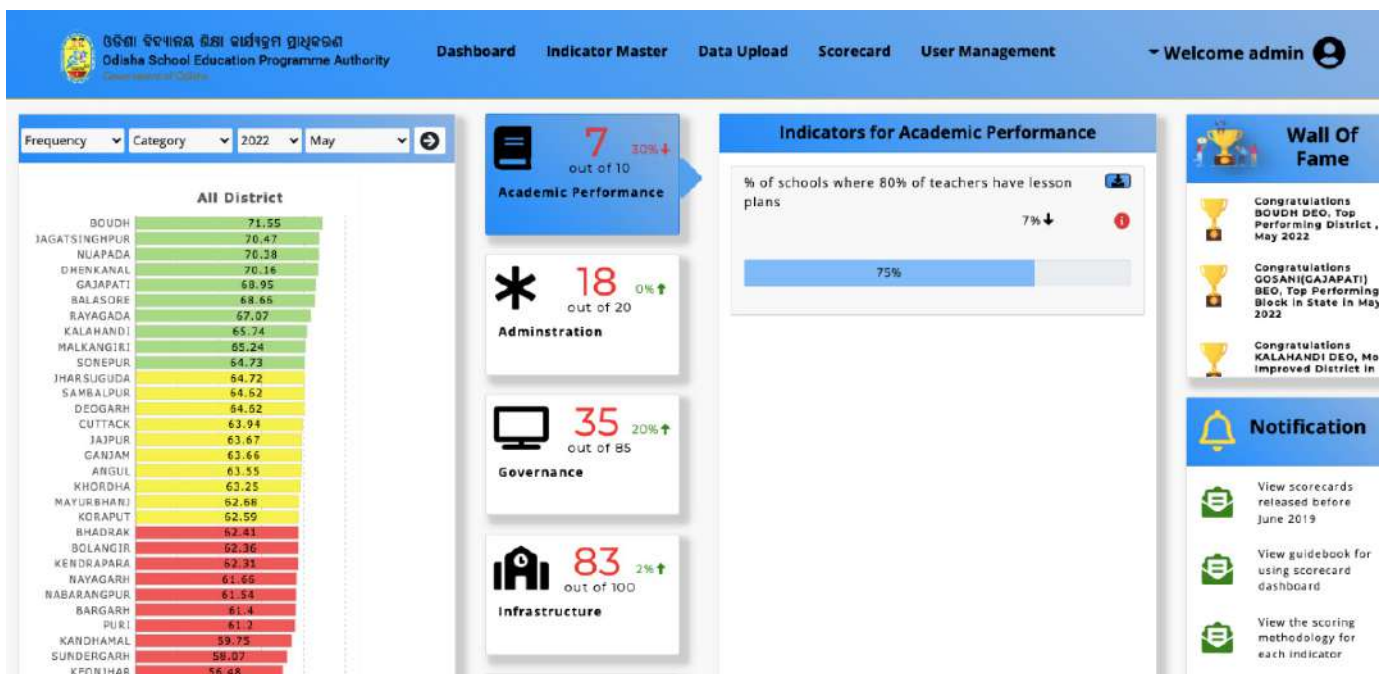 ଓଡିଶା ବିଦ୍ୟାଳୟ ଶିକ୍ଷା କାର୍ଯ୍ୟକ୍ରମ ପ୍ରାଧିକରଣ
Odisha School Education Programme Authority
Government of Odisha
Dashboard
Indicator Master
Data Upload
Scorecard
User Management
Welcome admin
Frequency
Category
2022
May
All District
BOUDH 71.55
JAGATSINGHPUR 70.47
NUAPADA 70.38
DHENKANAL 70.16
GAJAPATI 68.95
BALASORE 68.66
RAYAGADA 67.07
KALAHANDI 65.74
MALKANGIRI 65.24
SONEPUR 64.73
JHARSUGUDA 64.72
SAMBALPUR 64.62
DEOGARH 64.62
CUTTACK 63.94
JAJPUR 63.67
GANJAM 63.66
ANGUL 63.55
KHORDHA 63.25
MAYURBHANJ 62.68
KORAPUT 62.59
BHADRAK 62.41
BOLANGIR 62.36
KENDRAPARA 62.31
NAYAGARH 61.66
NABARANGPUR 61.54
BARGARH 61.4
PURI 61.2
KANDHAMAL 59.75
SUNDERGARH 58.07
KEONJHAR 56.48
7 30%
out of 10
Academic Performance
18 0%
out of 20
Adminstration
35 20%
out of 85
Governance
83 2%
out of 100
Infrastructure
Indicators for Academic Performance
% of schools where 80% of teachers have lesson
plans
7%
75%
Wall Of
Fame
Congratulations
BOUDH DEO, Top
Performing District ,
May 2022
Congratulations
GOSANI(GAJAPATI)
BEO, Top Performing
Block in State in May
2022
Congratulations
KALAHANDI DEO, Mo
Improved District in
Notification
View scorecards
released before
June 2019
View guidebook for
using scorecard
dashboard
View the scoring
methodology for
each indicator